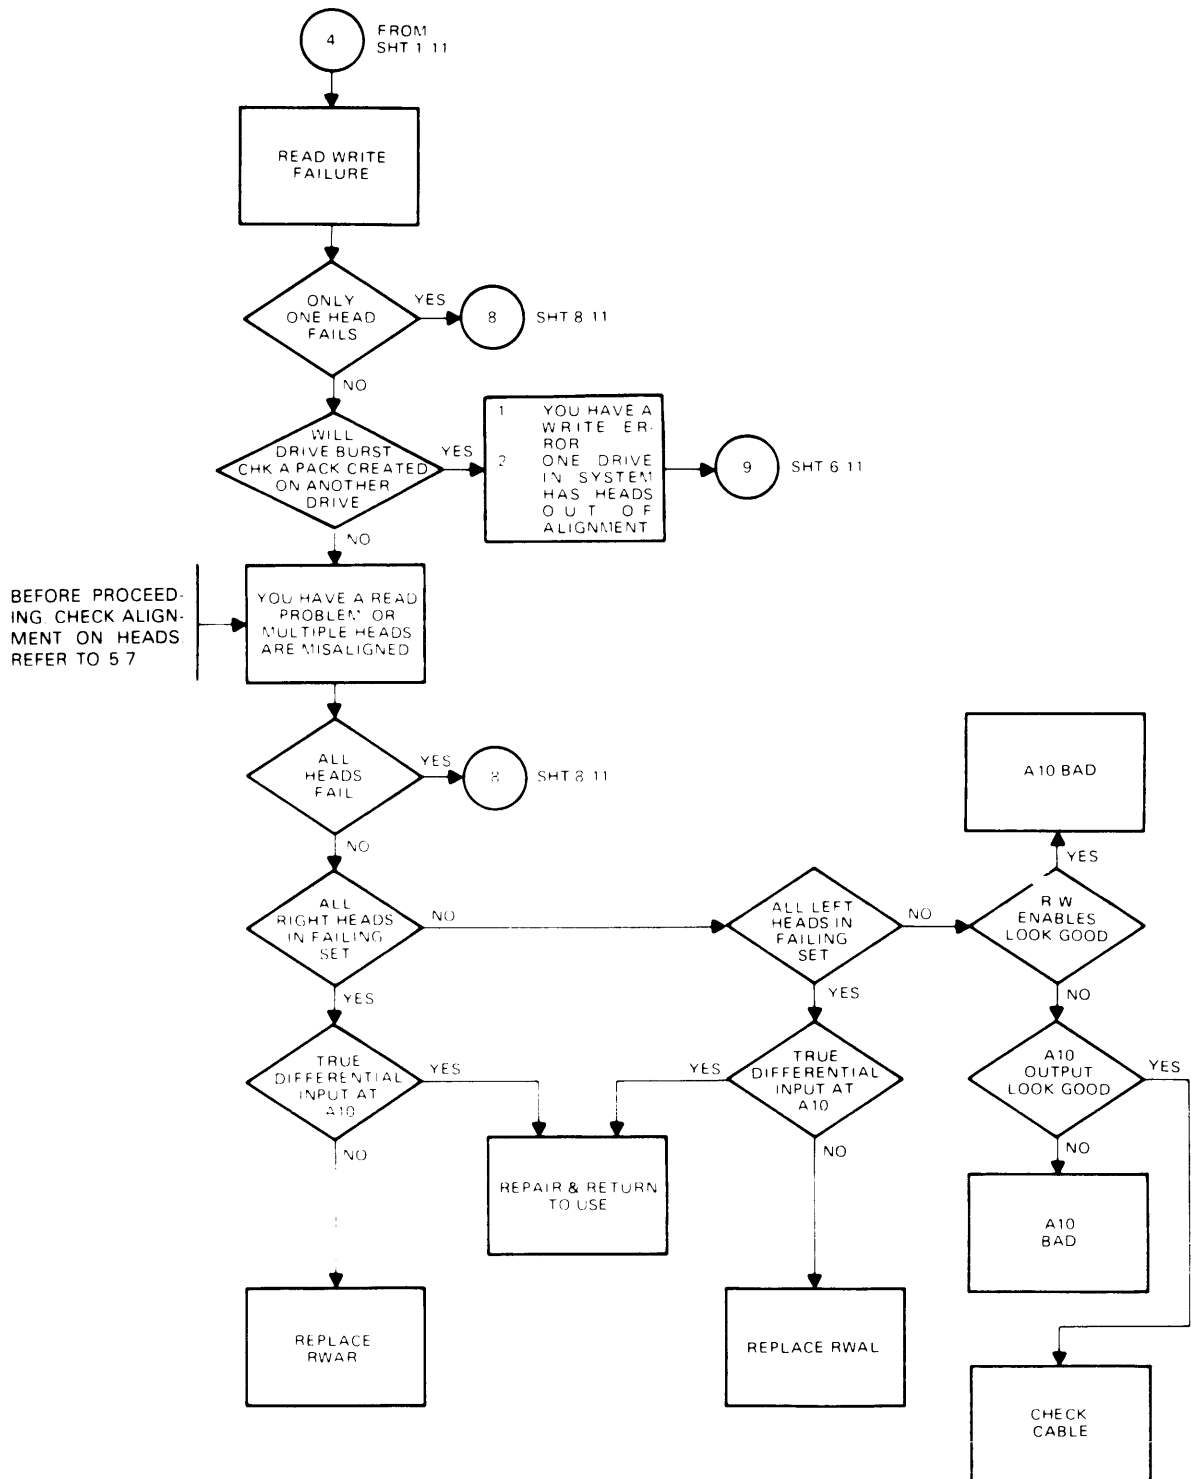 4
FROM
SHT 1 11
READ WRITE
FAILURE
ONLY
ONE HEAD
FAILS
YES
8
SHT 8 11
NO
WILL
DRIVE BURST
CHK A PACK CREATED
ON ANOTHER
DRIVE
YES
1 YOU HAVE A
WRITE ER-
ROR
2 ONE DRIVE
IN SYSTEM
HAS HEADS
OUT OF
ALIGNMENT
9
SHT 6 11
NO
BEFORE PROCEED-
ING. CHECK ALIGN-
MENT ON HEADS.
REFER TO 5 7
YOU HAVE A READ
PROBLEM OR
MULTIPLE HEADS
ARE MISALIGNED
ALL
HEADS
FAIL
YES
8
SHT 8 11
NO
A10 BAD
YES
ALL
RIGHT HEADS
IN FAILING
SET
NO
ALL LEFT
HEADS IN
FAILING
SET
NO
R W
ENABLES
LOOK GOOD
YES
YES
NO
TRUE
DIFFERENTIAL
INPUT AT
A10
YES
YES
TRUE
DIFFERENTIAL
INPUT AT
A10
A10
OUTPUT
LOOK GOOD
YES
NO
NO
NO
REPAIR & RETURN
TO USE
A10
BAD
REPLACE
RWAR
REPLACE RWAL
CHECK
CABLE